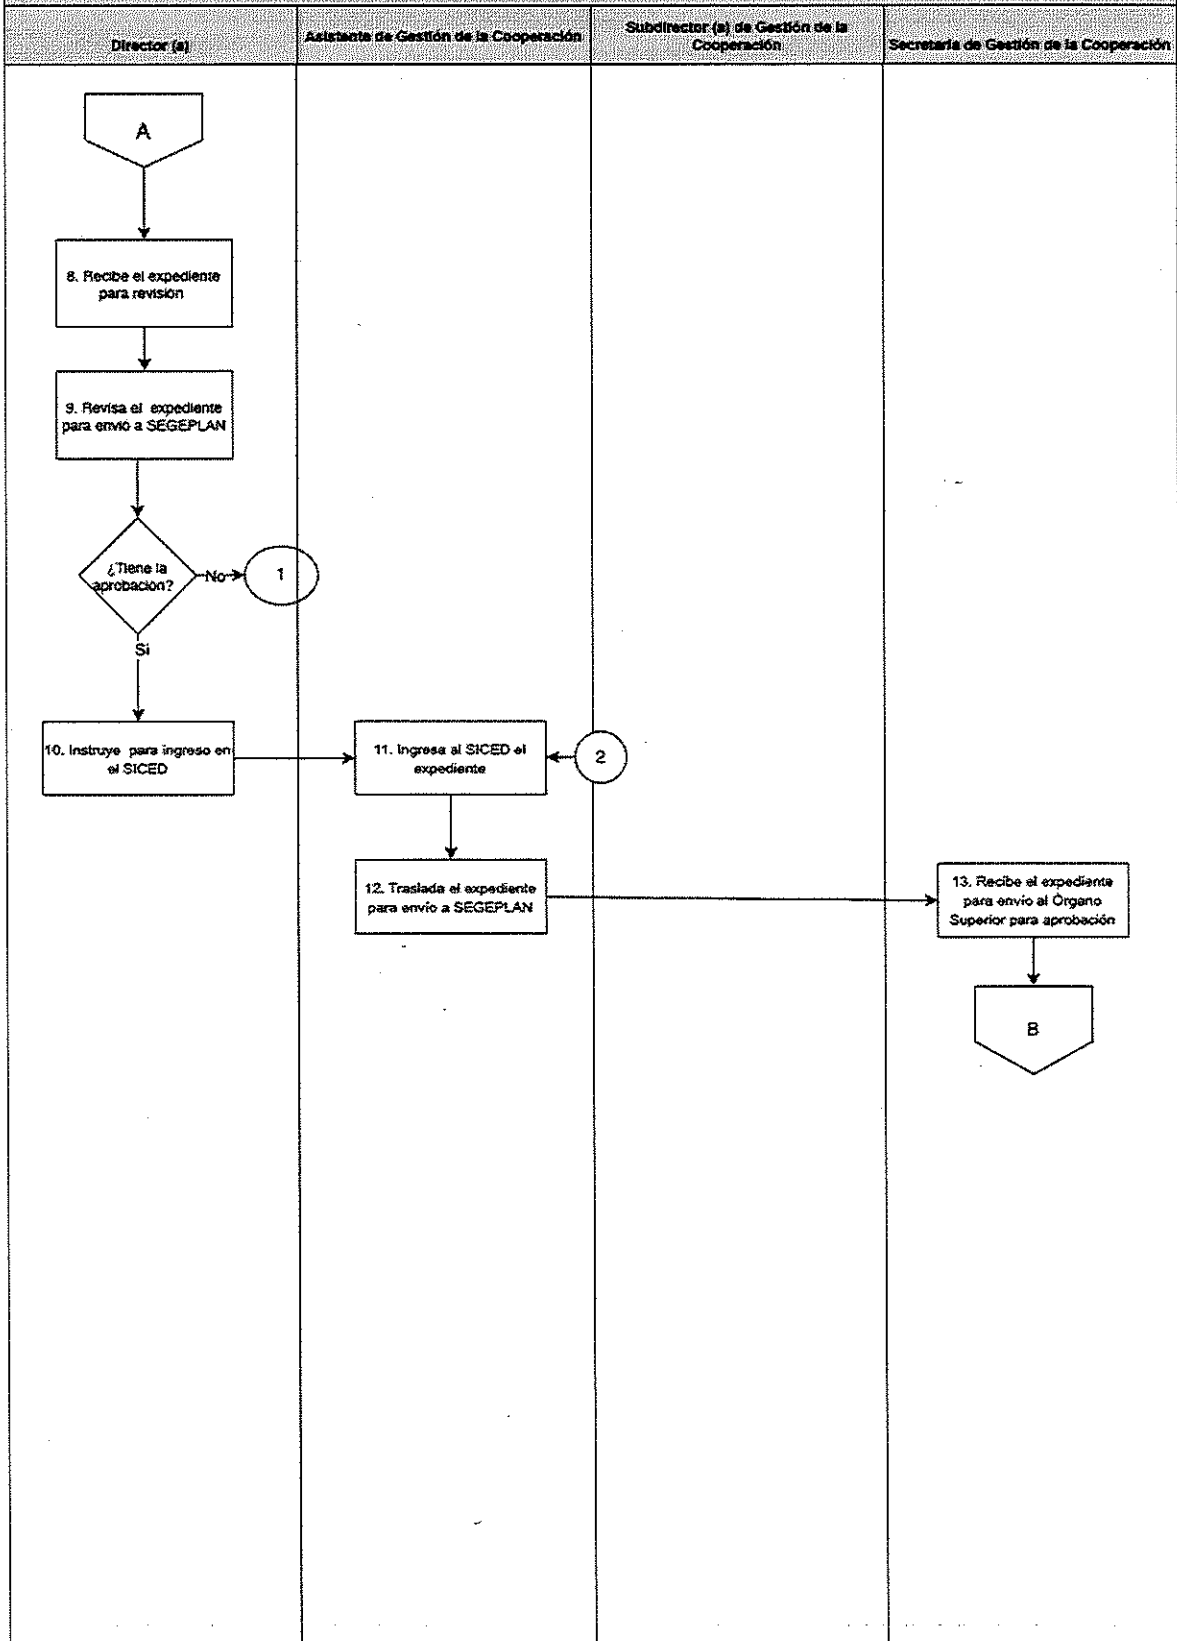 Director (a)
Asistente de Gestión de la Cooperación
Subdirector (a) de Gestión de la
Cooperación
Secretaria de Gestión de la Cooperación
A
8. Recibe el expediente
para revisión
9. Revisa el expediente
para envío a SEGEPLAN
¿Tiene la
aprobación?
No
1
Si
10. Instruye para ingreso en
el SICED
11. Ingresa al SICED el
expediente
2
12. Traslada el expediente
para envío a SEGEPLAN
13. Recibe el expediente
para envío al Órgano
Superior para aprobación
B